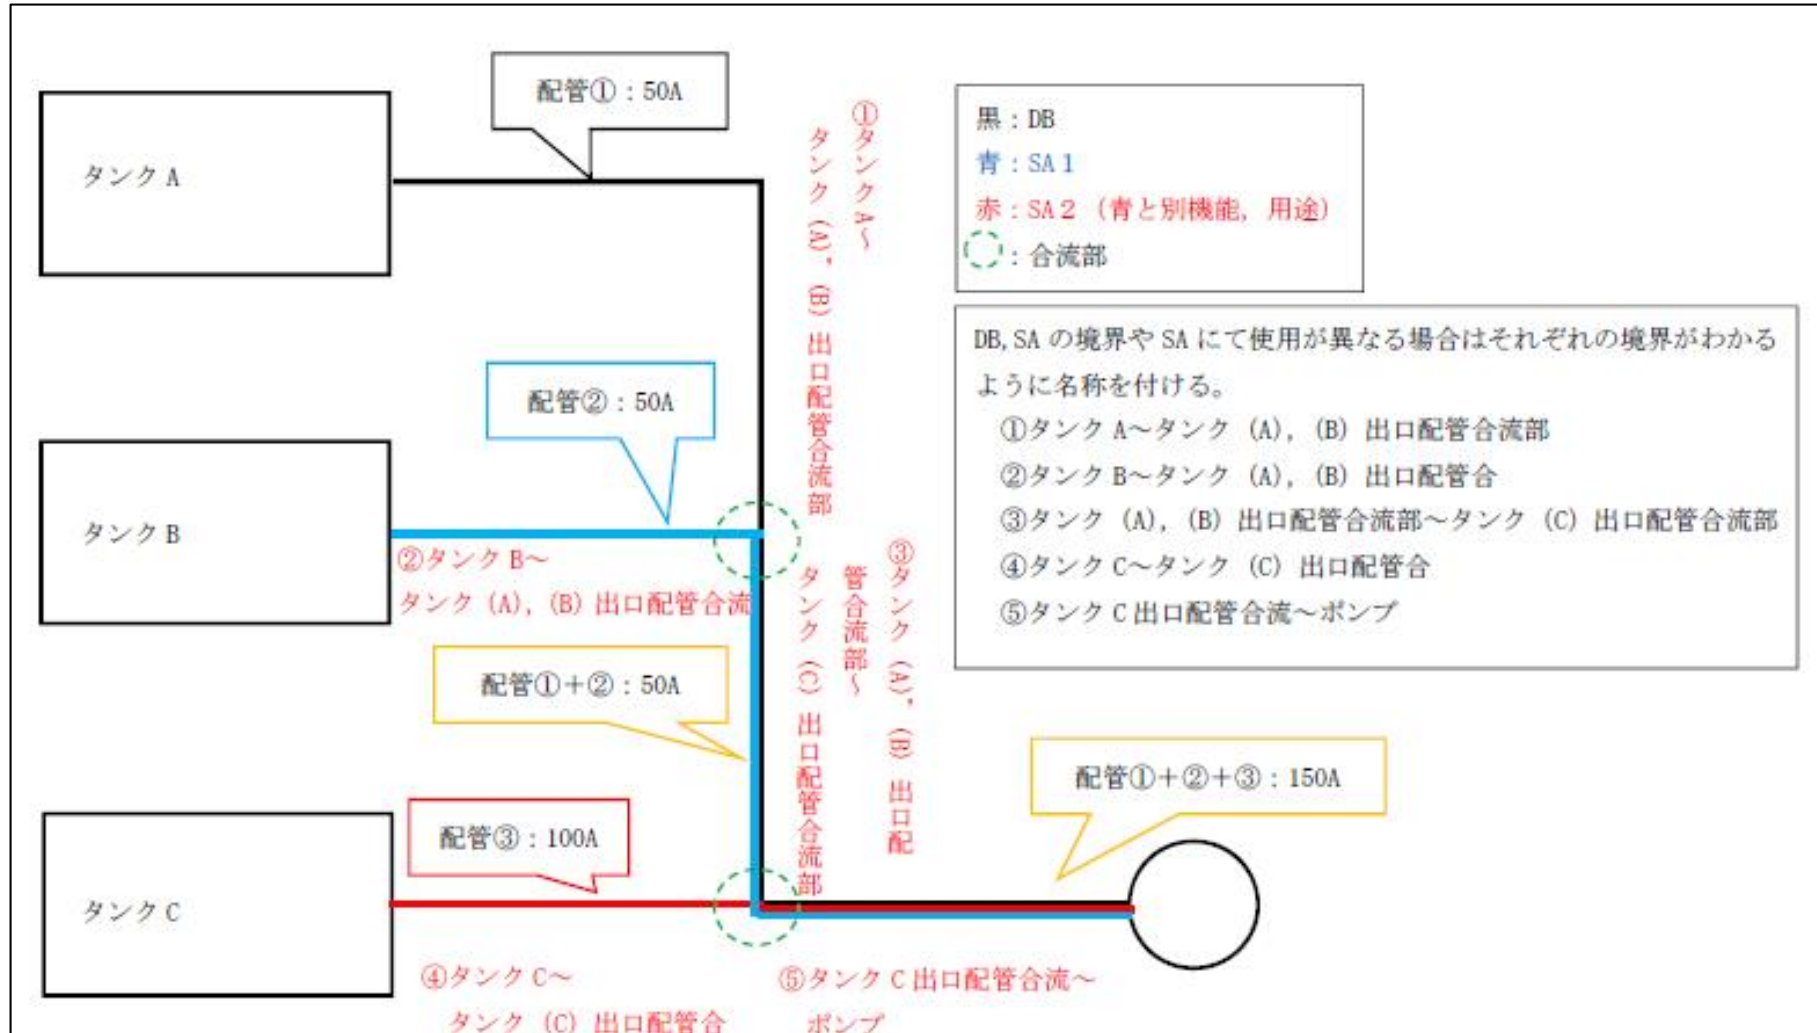 配管①：50A
タンク A
①タンク A～
タンク (A), (B) 出口配管合流部
黒：DB
青：SA１
赤：SA２ (青と別機能, 用途)
：合流部
DB, SA の境界や SA にて使用が異なる場合はそれぞれの境界がわかる
ように名称を付ける。
①タンク A～タンク (A), (B) 出口配管合流部
②タンク B～タンク (A), (B) 出口配管合
③タンク (A), (B) 出口配管合流部～タンク (C) 出口配管合流部
④タンク C～タンク (C) 出口配管合
⑤タンク C 出口配管合流～ポンプ
配管②：50A
タンク B
②タンク B～
タンク (A), (B) 出口配管合流
③タンク (A), (B) 出口配
管合流部～
タンク (C) 出口配管合流部
配管①＋②：50A
配管①＋②＋③：150A
配管③：100A
タンク C
④タンク C～
タンク (C) 出口配管合
⑤タンク C 出口配管合流～
ポンプ